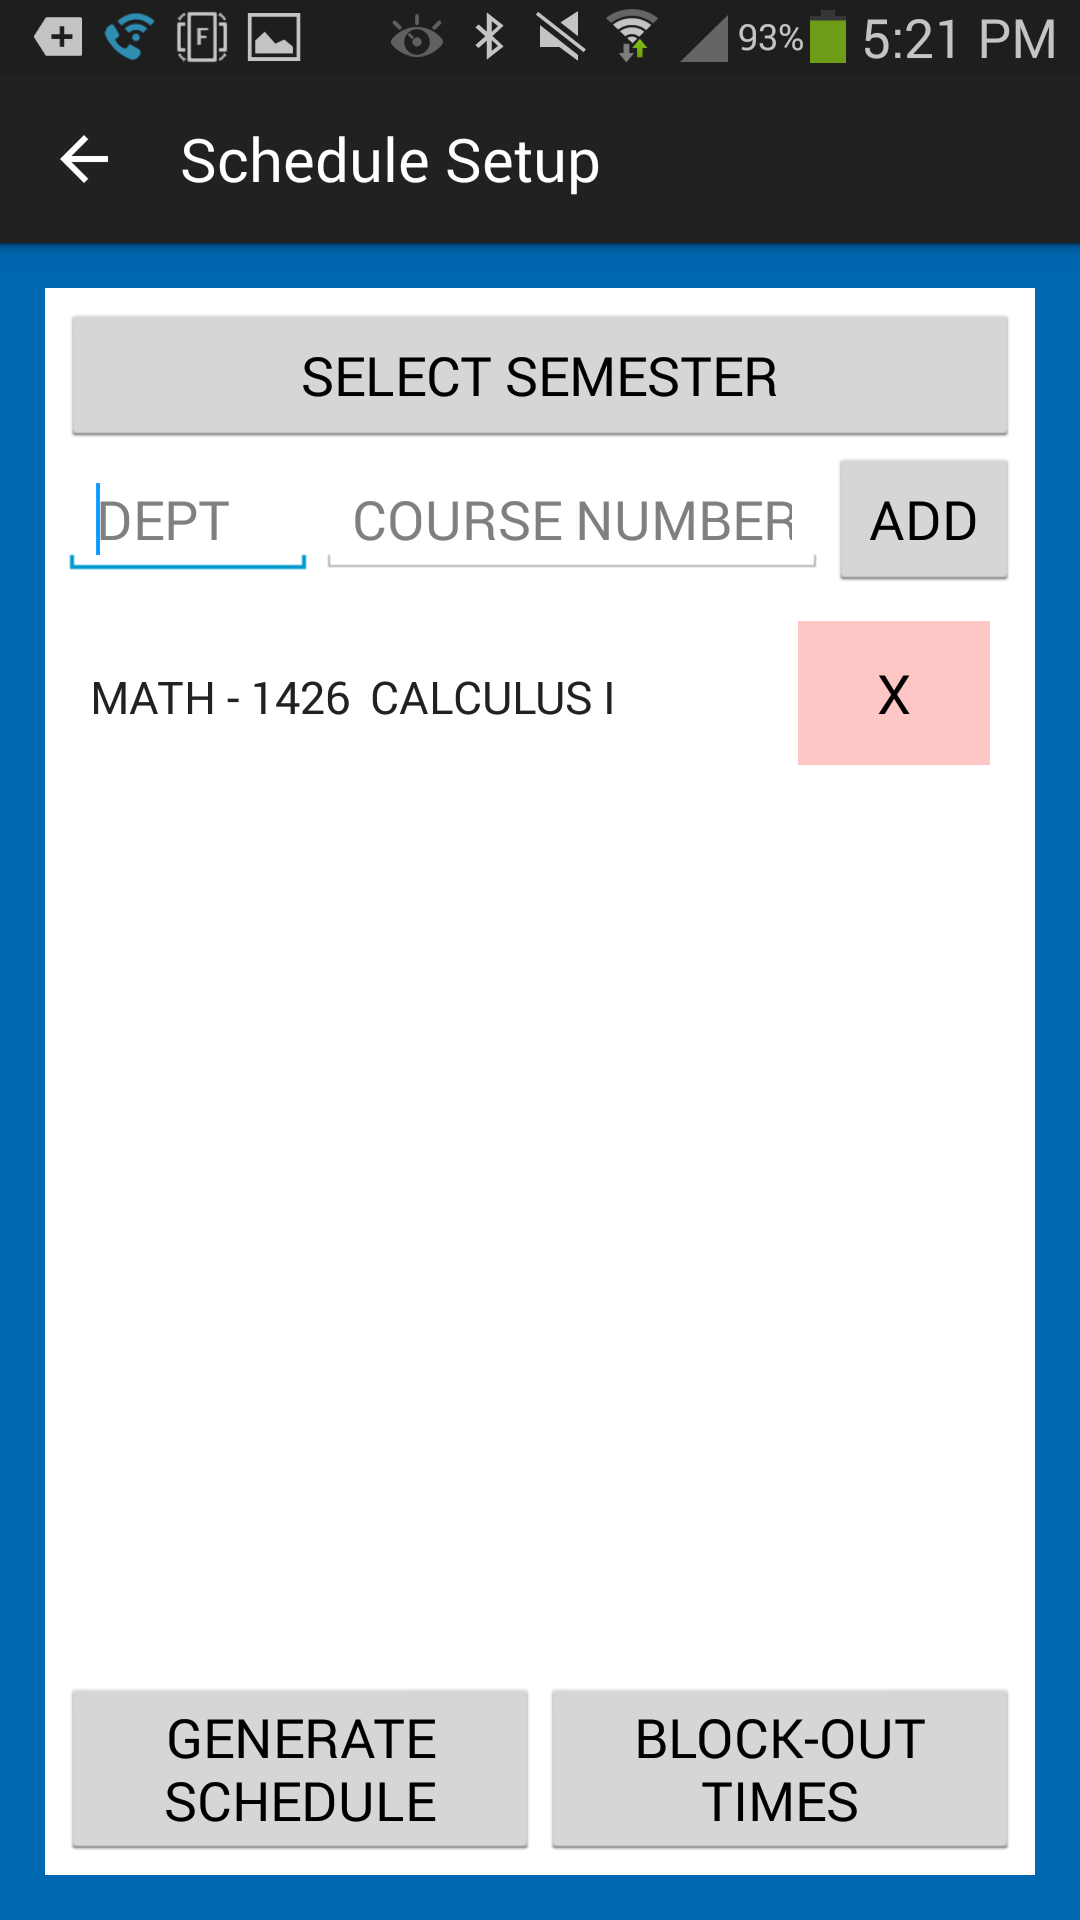 F 93% 5:21 PM
Schedule Setup
SELECT SEMESTER
DEPT COURSE NUMBER ADD
MATH - 1426 CALCULUS I X
GENERATE
SCHEDULE
BLOCK-OUT
TIMES